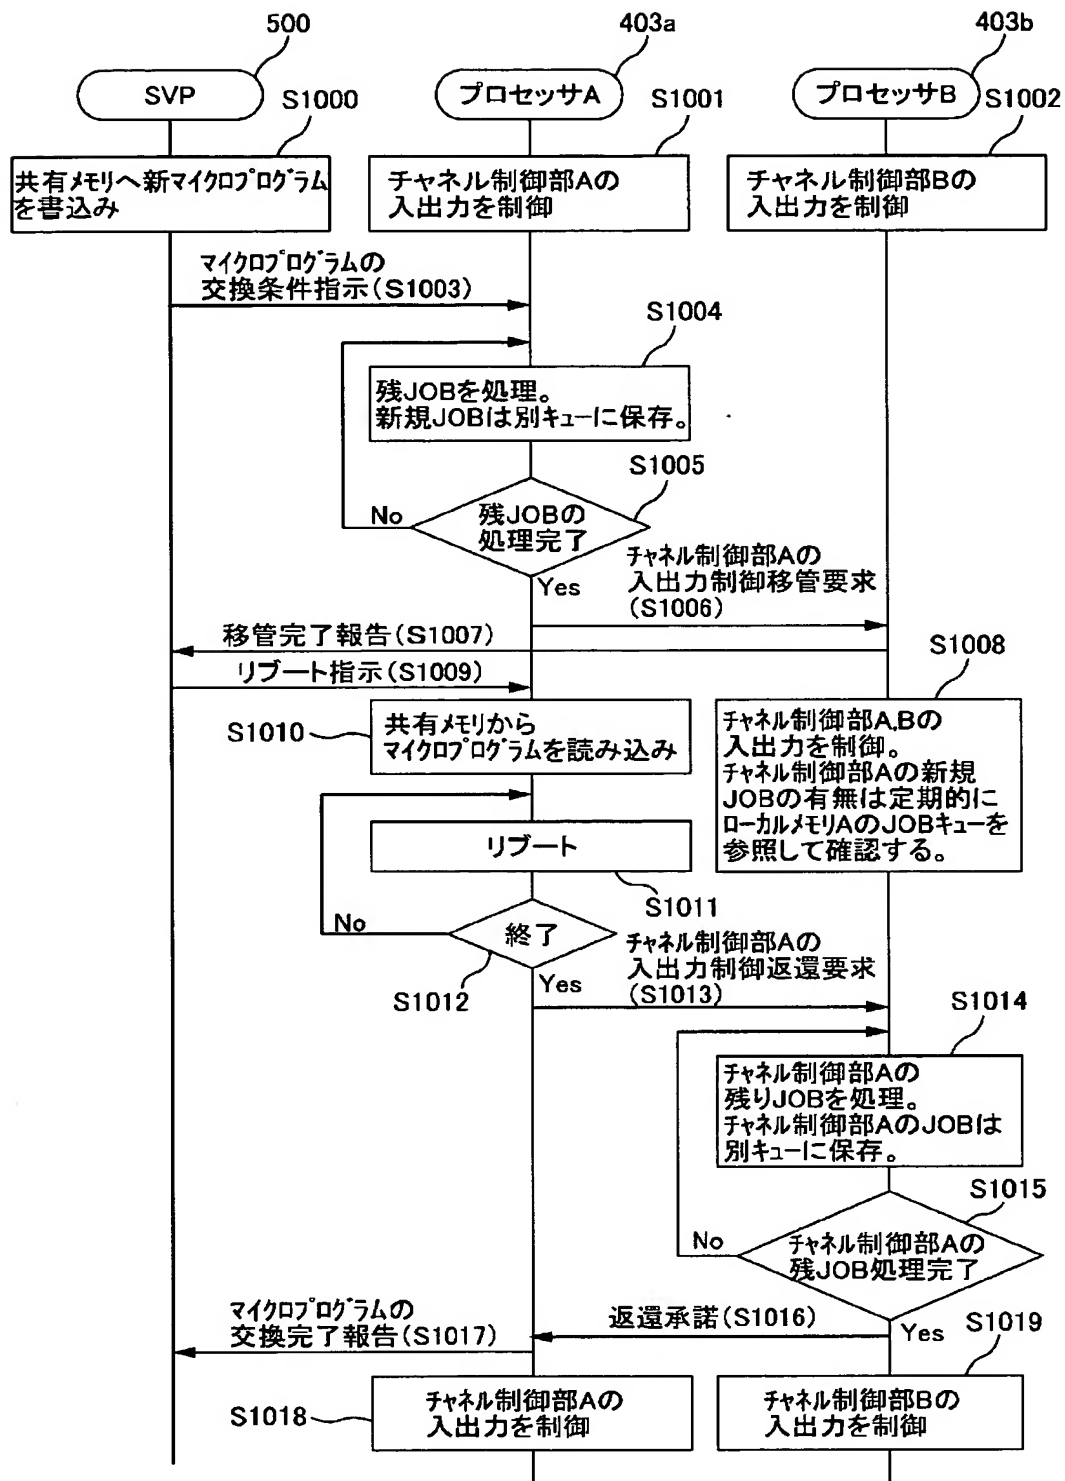 500
403a
403b
SVP
プロセッサA
プロセッサB
S1000
S1001
S1002
共有メモリへ新マイクロプログラム
を書込み
チャネル制御部Aの
入出力を制御
チャネル制御部Bの
入出力を制御
マイクロプログラムの
交換条件指示(S1003)
S1004
残JOBを処理。
新規JOBは別キューに保存。
S1005
残JOBの
処理完了
No
Yes
チャネル制御部Aの
入出力制御移管要求
(S1006)
移管完了報告(S1007)
S1008
リブート指示(S1009)
S1010
共有メモリから
マイクロプログラムを読み込み
チャネル制御部A,Bの
入出力を制御。
チャネル制御部Aの新規
JOBの有無は定期的に
ローカルメモリAのJOBキューを
参照して確認する。
リブート
S1011
No
終了
S1012
Yes
チャネル制御部Aの
入出力制御返還要求
(S1013)
S1014
チャネル制御部Aの
残りJOBを処理。
チャネル制御部AのJOBは
別キューに保存。
S1015
No
チャネル制御部Aの
残JOB処理完了
マイクロプログラムの
交換完了報告(S1017)
返還承諾(S1016)
Yes
S1019
S1018
チャネル制御部Aの
入出力を制御
チャネル制御部Bの
入出力を制御